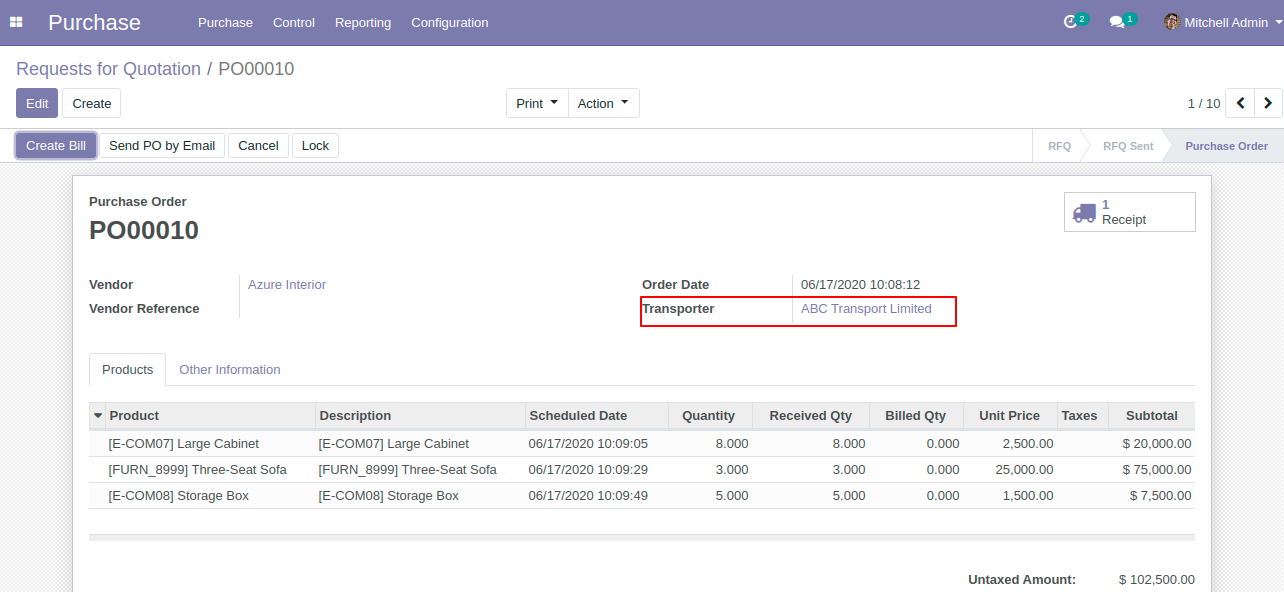 Purchase Purchase Control Reporting Configuration 2 1 Mitchell Admin
Requests for Quotation / PO00010
Edit Create Print Action 1 / 10
Create Bill Send PO by Email Cancel Lock RFQ RFQ Sent Purchase Order
Purchase Order
PO00010
1
Receipt
Vendor Azure Interior Order Date 06/17/2020 10:08:12
Vendor Reference Transporter ABC Transport Limited
Products Other Information
Product Description Scheduled Date Quantity Received Qty Billed Qty Unit Price Taxes Subtotal
[E-COM07] Large Cabinet [E-COM07] Large Cabinet 06/17/2020 10:09:05 8.000 8.000 0.000 2,500.00 $ 20,000.00
[FURN_8999] Three-Seat Sofa [FURN_8999] Three-Seat Sofa 06/17/2020 10:09:29 3.000 3.000 0.000 25,000.00 $ 75,000.00
[E-COM08] Storage Box [E-COM08] Storage Box 06/17/2020 10:09:49 5.000 5.000 0.000 1,500.00 $ 7,500.00
Untaxed Amount: $ 102,500.00